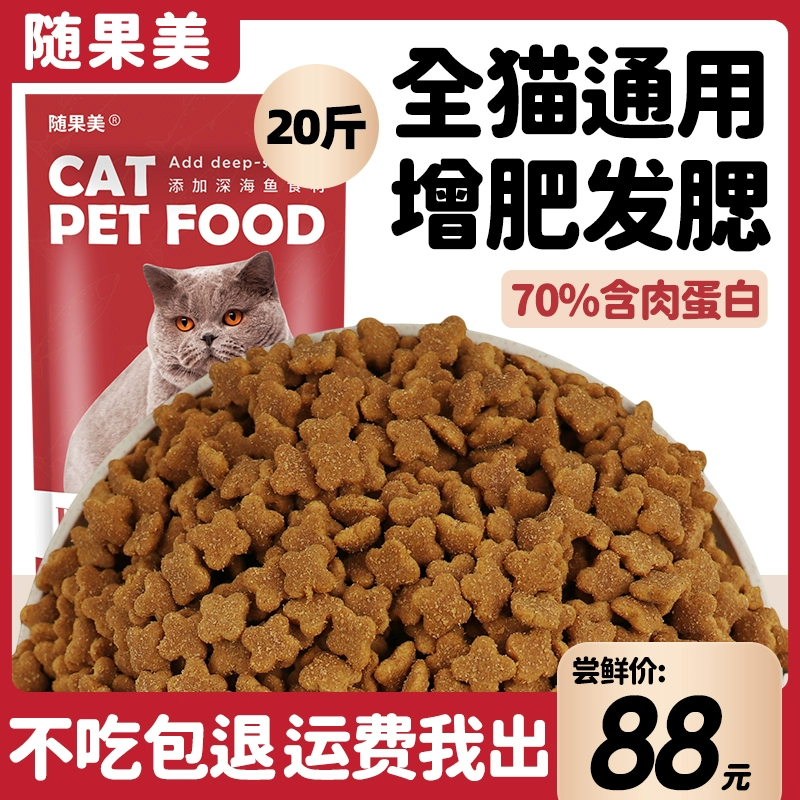 随果美
随果美®
CAT
PET FOOD
Add deep-s
添加深海鱼食材
20斤
全猫通用
增肥发腮
70%含肉蛋白
不吃包退 运费我出
尝鲜价:
88元